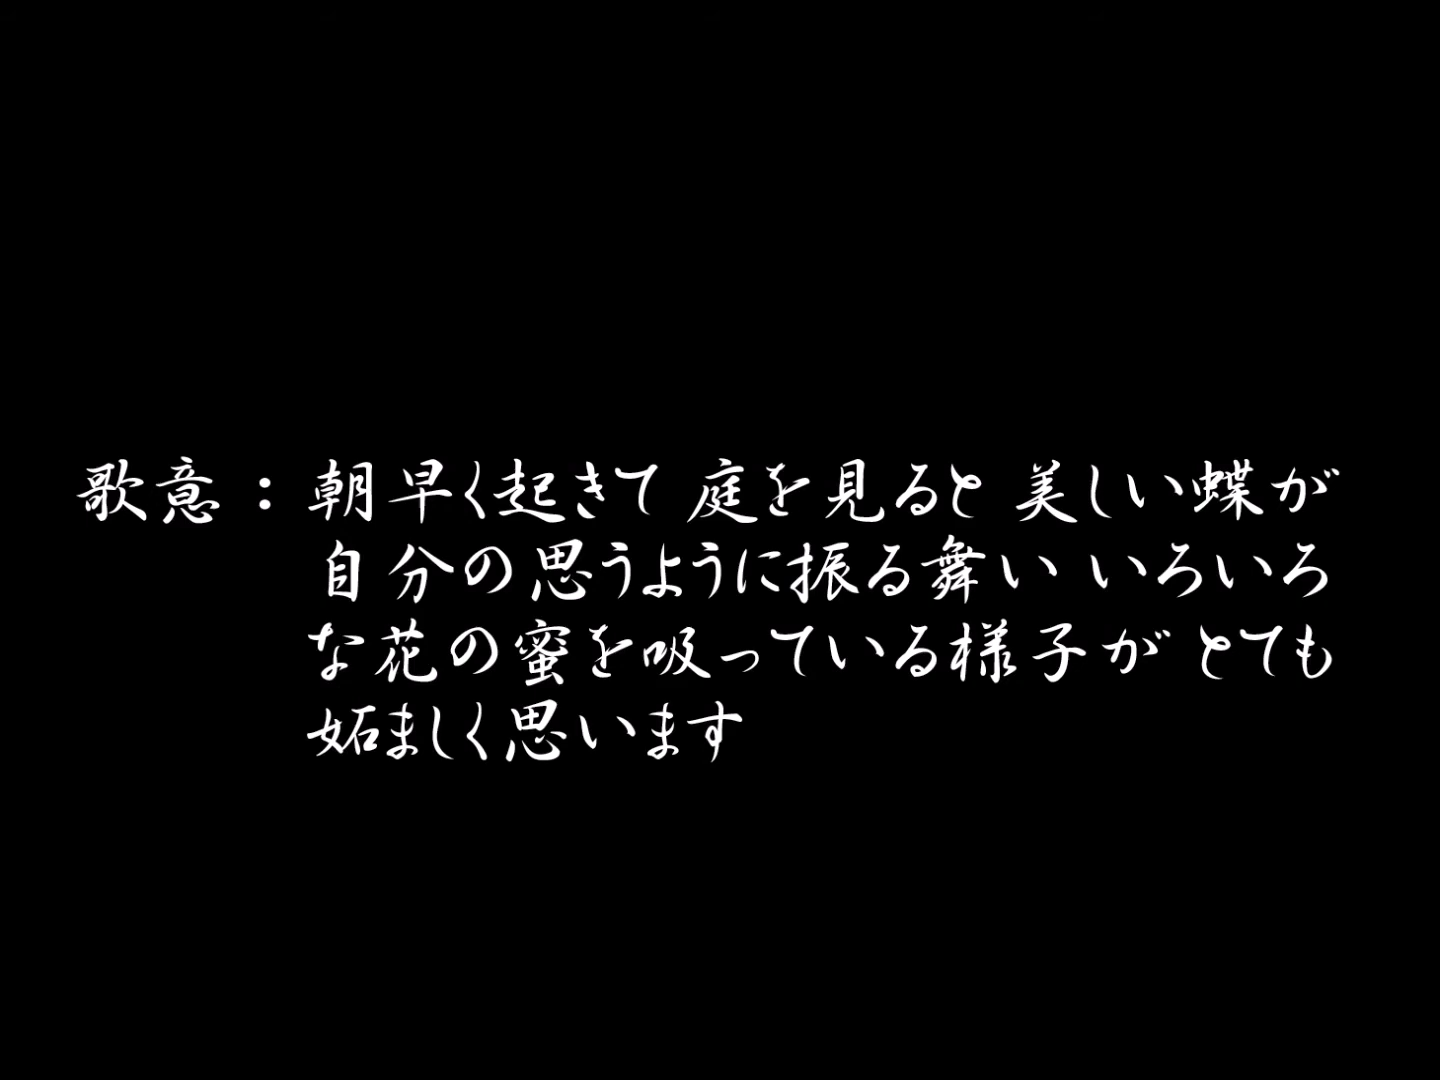 歌意：朝早く起きて 庭を見ると 美しい蝶が
自分の思うように振る舞い いろいろ
な花の蜜を吸っている様子が とても
妬ましく思います